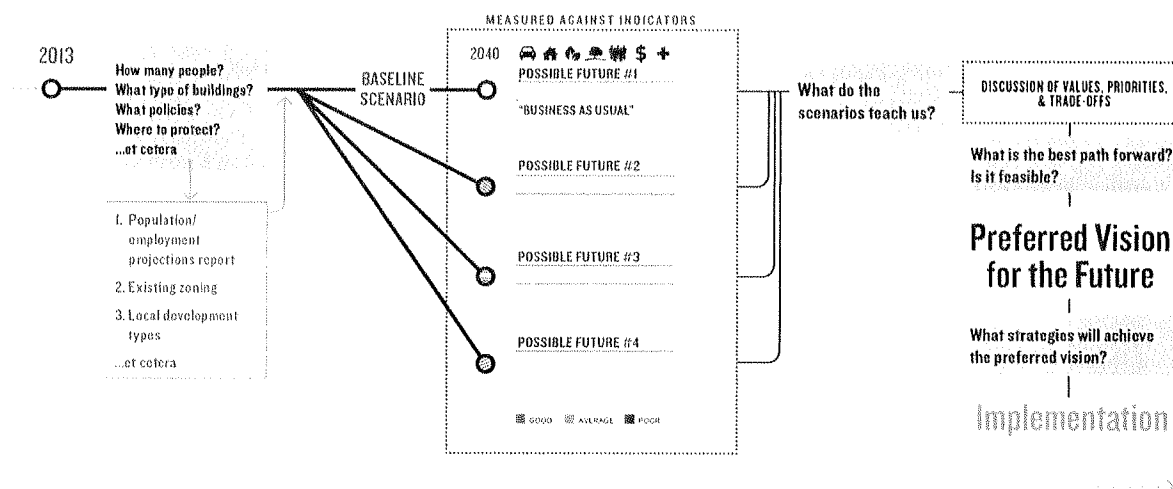 MEASURED AGAINST INDICATORS
2013
How many people?
What type of buildings?
What policies?
Where to protect?
...et cetera
1. Population/
employment
projections report
2. Existing zoning
3. Local development
types
...et cetera
BASELINE
SCENARIO
2040
$ +
POSSIBLE FUTURE #1
"BUSINESS AS USUAL"
POSSIBLE FUTURE #2
POSSIBLE FUTURE #3
POSSIBLE FUTURE #4
GOOD AVERAGE POOR
What do the
scenarios teach us?
DISCUSSION OF VALUES, PRIORITIES,
& TRADE-OFFS
What is the best path forward?
Is it feasible?
Preferred Vision
for the Future
What strategies will achieve
the preferred vision?
Implementation